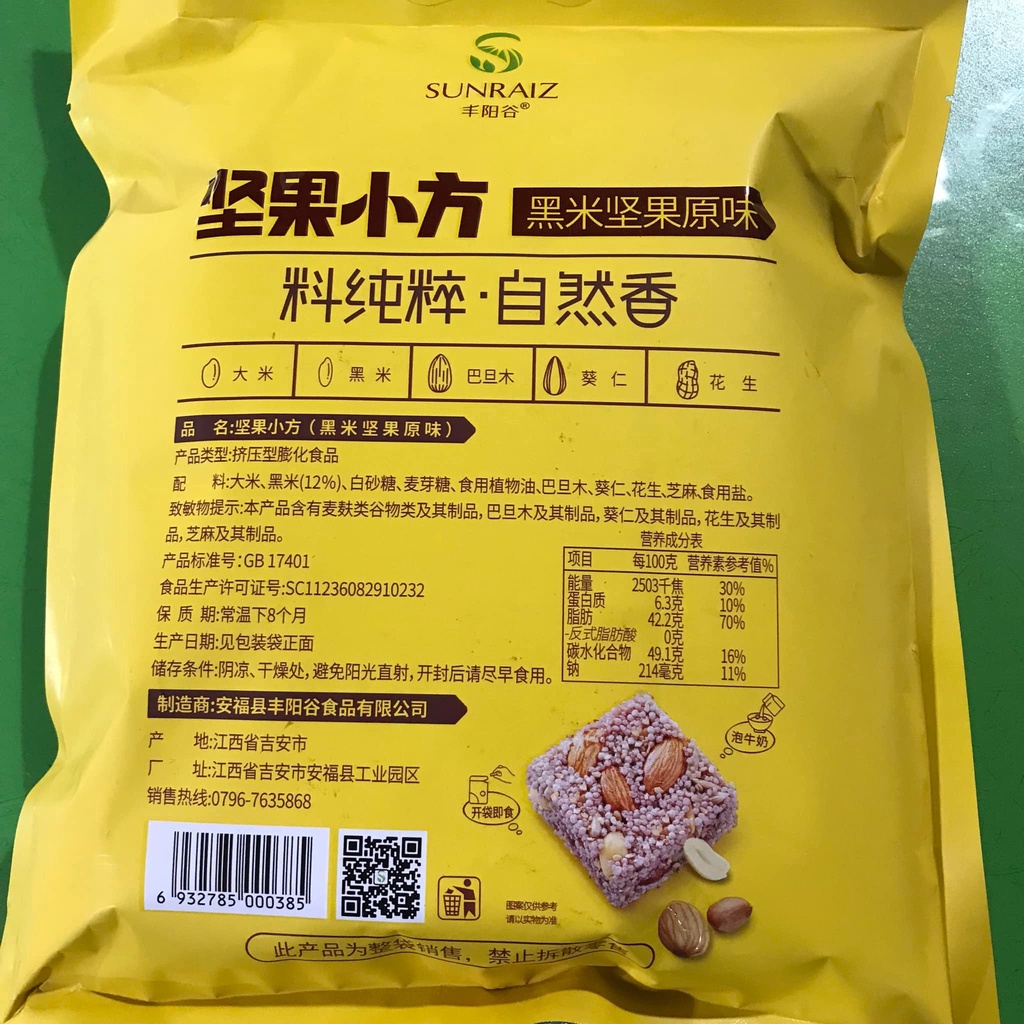 SUNRAIZ
丰阳谷®
坚果小方 黑米坚果原味
料纯粹·自然香
大米 黑米 巴旦木 葵仁 花生
品 名:坚果小方(黑米坚果原味)
产品类型:挤压型膨化食品
配 料:大米、黑米(12%)、白砂糖、麦芽糖、食用植物油、巴旦木、葵仁、花生、芝麻、食用盐。
致敏物提示:本产品含有麦麸类谷物类及其制品,巴旦木及其制品,葵仁及其制品,花生及其制
品,芝麻及其制品。
产品标准号:GB 17401
食品生产许可证号:SC11236082910232
保 质 期:常温下8个月
生产日期:见包装袋正面
储存条件:阴凉、干燥处,避免阳光直射,开封后请尽早食用。
营养成分表
项目 每100克 营养素参考值%
能量 2503千焦 30%
蛋白质 6.3克 10%
脂肪 42.2克 70%
-反式脂肪酸 0克
碳水化合物 49.1克 16%
钠 214毫克 11%
制造商:安福县丰阳谷食品有限公司
产 地:江西省吉安市
厂 址:江西省吉安市安福县工业园区
销售热线:0796-7635868
泡牛奶
开袋即食
6 932785 000385
图案仅供参考
请以实物为准
此产品为整袋销售,禁止拆散零售